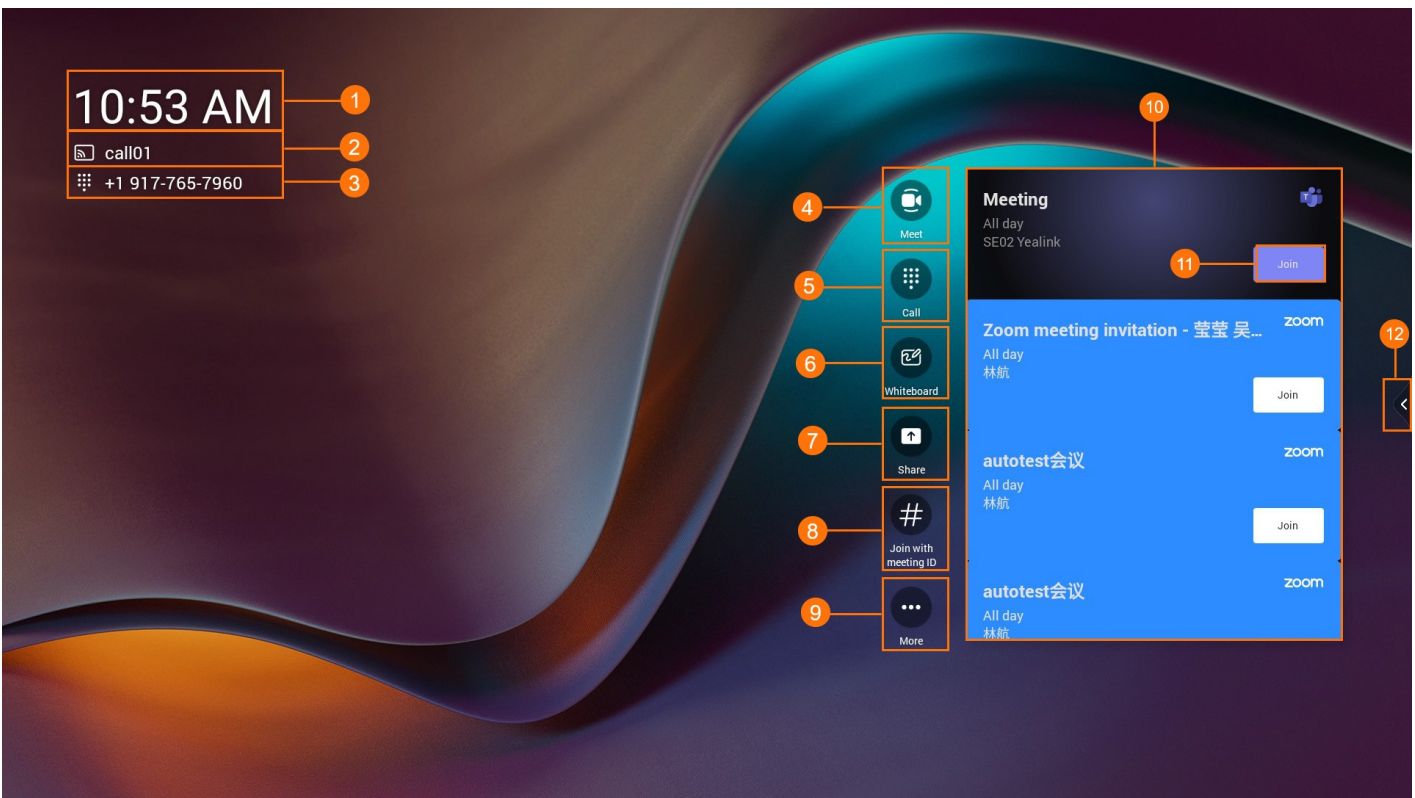 10:53 AM
1
call01
2
+1 917-765-7960
3
4
Meet
5
Call
6
Whiteboard
7
Share
8
Join with
meeting ID
9
More
10
Meeting
All day
SE02 Yealink
11
Join
Zoom meeting invitation - 莹莹 吴...
zoom
All day
林航
Join
autotest会议
zoom
All day
林航
Join
autotest会议
zoom
All day
林航
12